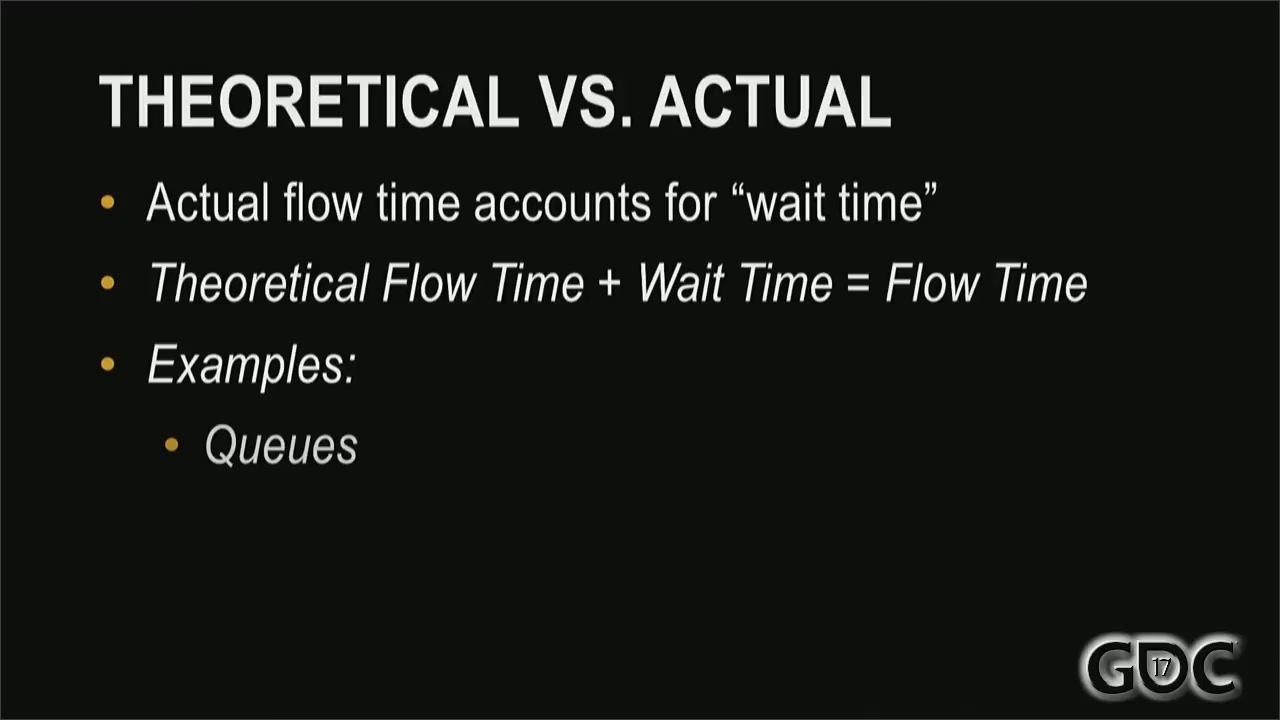 THEORETICAL VS. ACTUAL
• Actual flow time accounts for “wait time”
• Theoretical Flow Time + Wait Time = Flow Time
• Examples:
• Queues
GDC
17